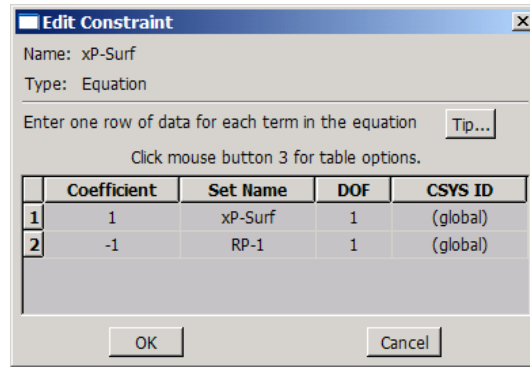 Edit Constraint
Name: xP-Surf
Type: Equation
Enter one row of data for each term in the equation Tip...
Click mouse button 3 for table options.
Coefficient Set Name DOF CSYS ID
1 1 xP-Surf 1 (global)
2 -1 RP-1 1 (global)
OK Cancel